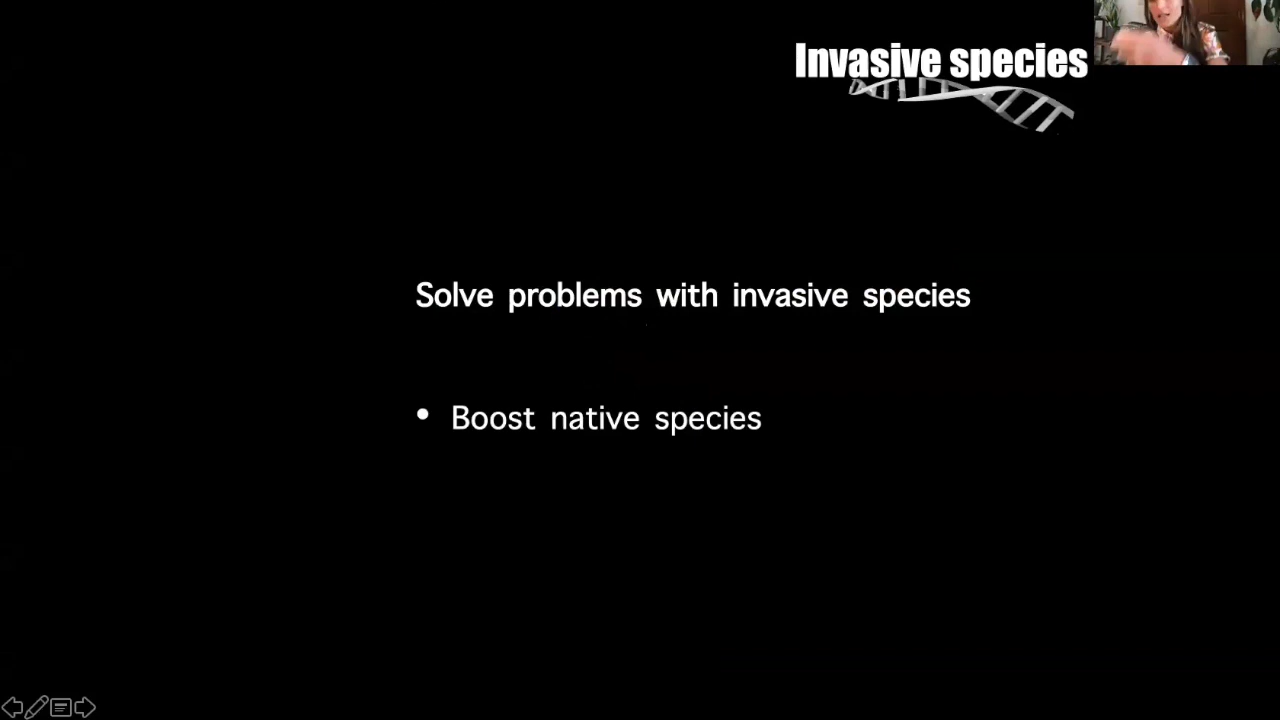 Invasive species
Solve problems with invasive species
• Boost native species